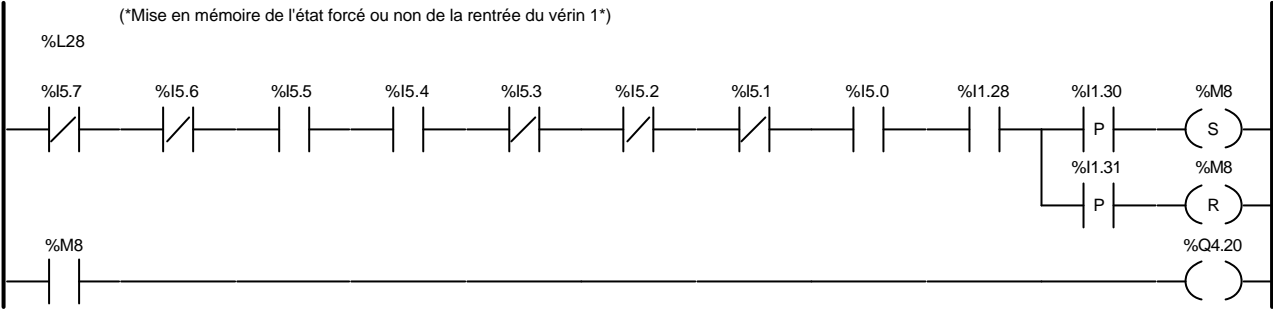 (*Mise en mémoire de l'état forcé ou non de la rentrée du vérin 1*)
%L28
%I5.7 %I5.6 %I5.5 %I5.4 %I5.3 %I5.2 %I5.1 %I5.0 %I1.28 %I1.30 %M8
P S
%I1.31 %M8
P R
%M8 %Q4.20